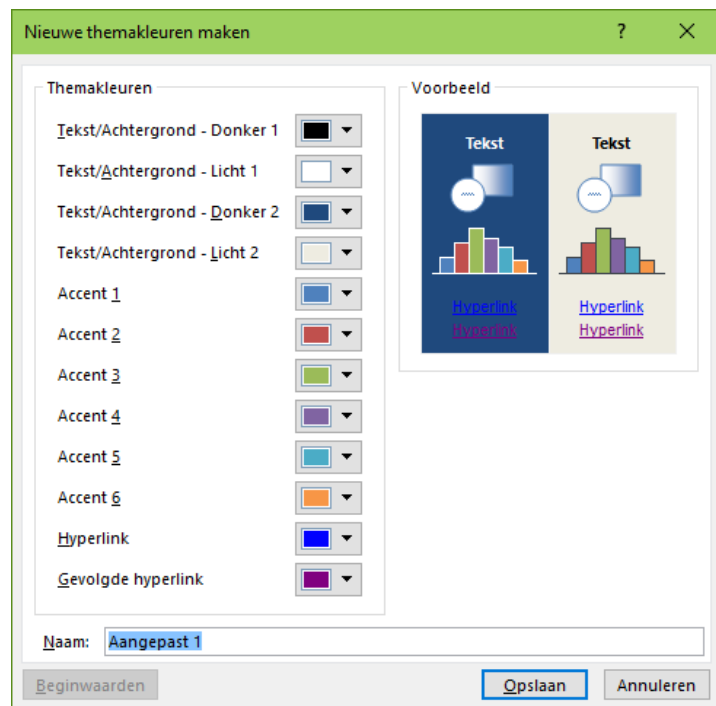 Nieuwe themakleuren maken ?
Themakleuren
Tekst/Achtergrond - Donker 1
Tekst/Achtergrond - Licht 1
Tekst/Achtergrond - Donker 2
Tekst/Achtergrond - Licht 2
Accent 1
Accent 2
Accent 3
Accent 4
Accent 5
Accent 6
Hyperlink
Gevolgde hyperlink
Voorbeeld
Tekst Tekst
Hyperlink Hyperlink
Hyperlink Hyperlink
Naam: Aangepast 1
Beginwaarden Opslaan Annuleren